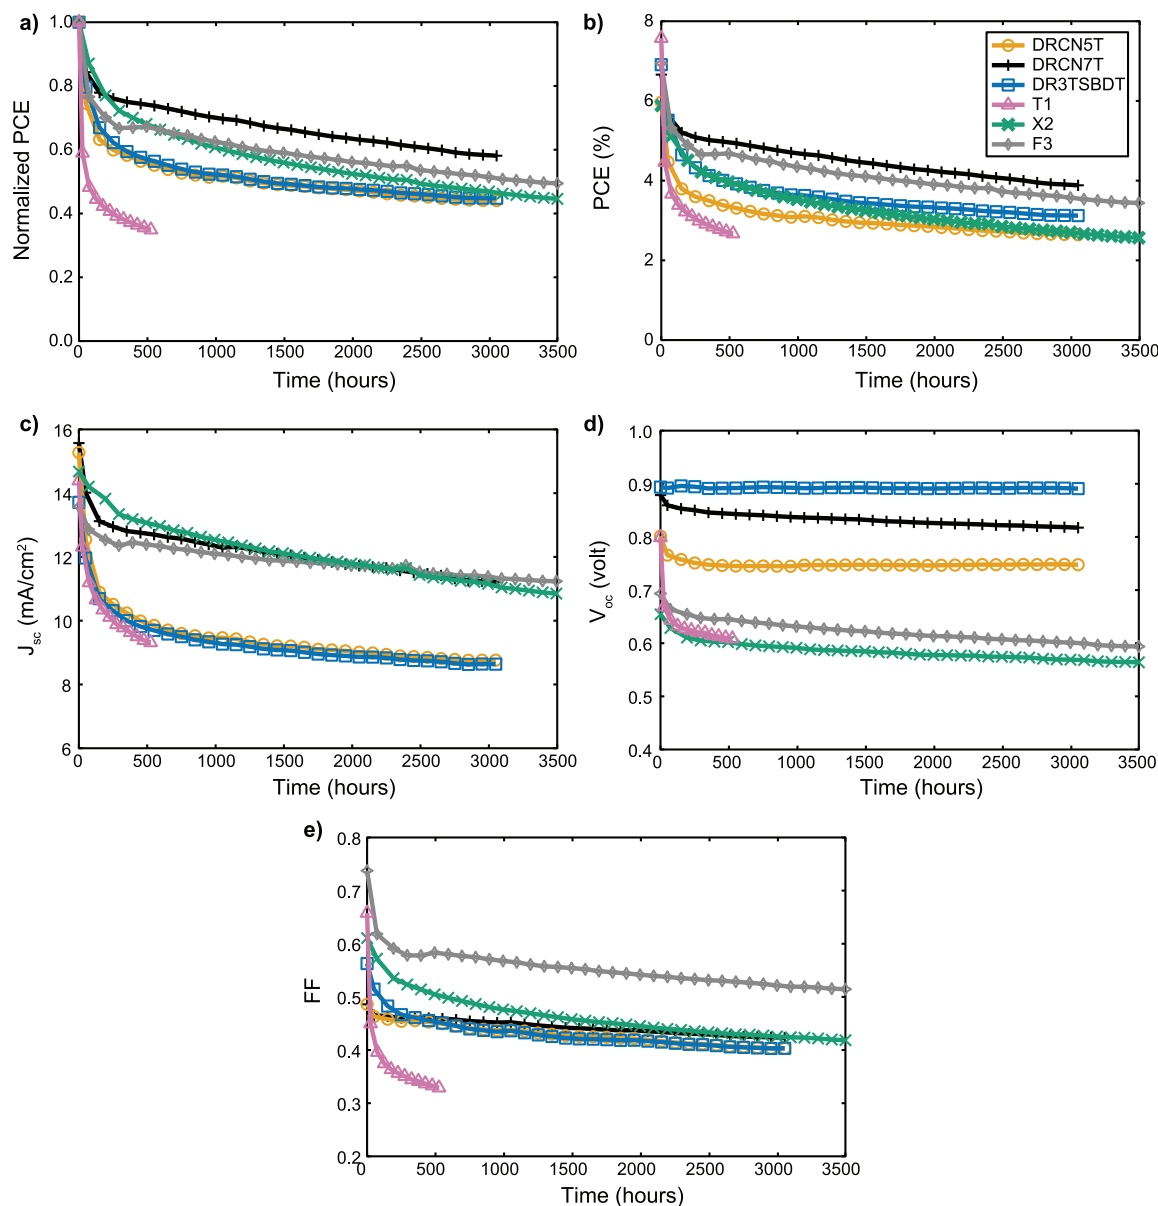 a)
1.0
0.8
0.6
0.4
0.2
0.0
Normalized PCE
0 500 1000 1500 2000 2500 3000 3500
Time (hours)
b)
8
6
4
2
0
PCE (%)
DRCN5T
DRCN7T
DR3TSBDT
T1
X2
F3
0 500 1000 1500 2000 2500 3000 3500
Time (hours)
c)
16
14
12
10
8
6
J_sc (mA/cm²)
0 500 1000 1500 2000 2500 3000 3500
Time (hours)
d)
1.0
0.9
0.8
0.7
0.6
0.5
0.4
V_oc (volt)
0 500 1000 1500 2000 2500 3000 3500
Time (hours)
e)
0.8
0.7
0.6
0.5
0.4
0.3
0.2
FF
0 500 1000 1500 2000 2500 3000 3500
Time (hours)